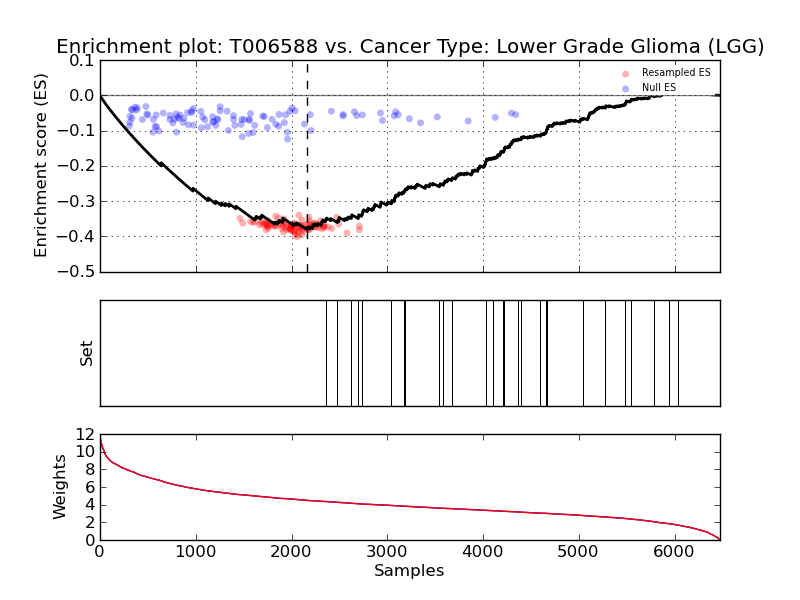 Enrichment plot: T006588 vs. Cancer Type: Lower Grade Glioma (LGG)
Enrichment score (ES)
0.1
0.0
−0.1
−0.2
−0.3
−0.4
−0.5
Resampled ES
Null ES
Set
Weights
12
10
8
6
4
2
0
0 1000 2000 3000 4000 5000 6000
Samples